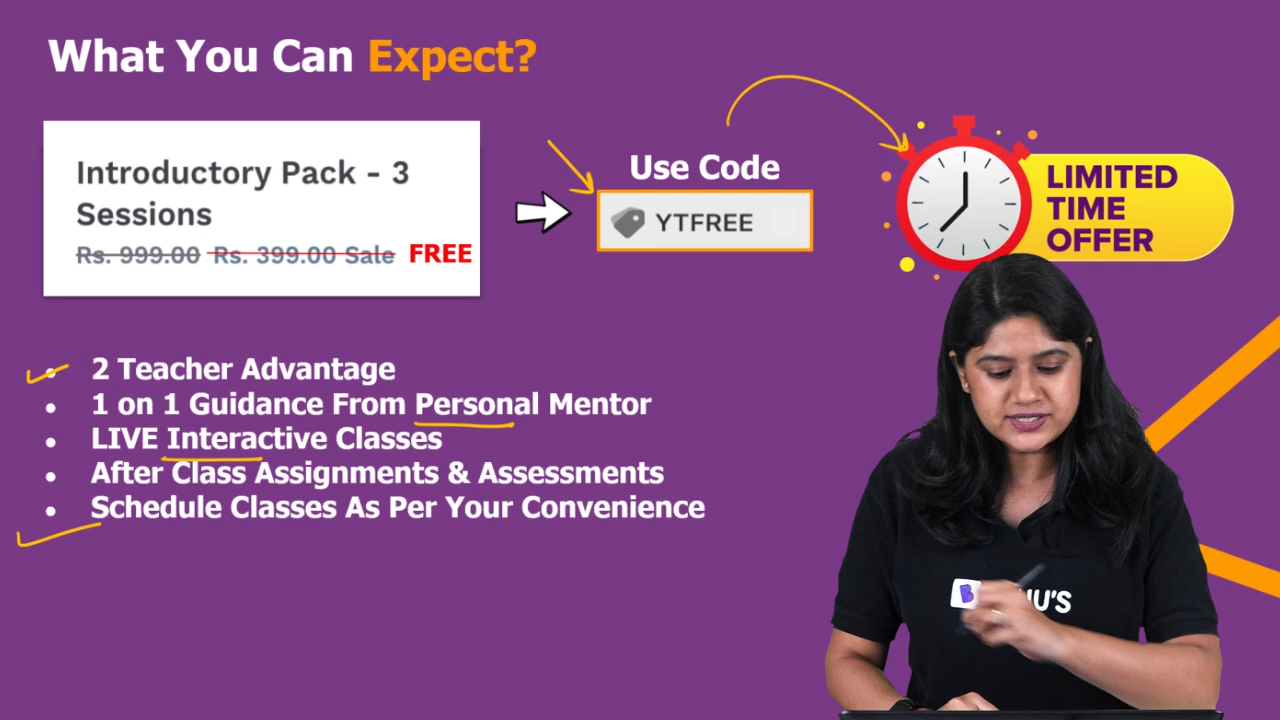 What You Can Expect?
Introductory Pack - 3
Sessions
Rs. 999.00 Rs. 399.00 Sale FREE
Use Code
YTFREE
LIMITED
TIME
OFFER
• 2 Teacher Advantage
• 1 on 1 Guidance From Personal Mentor
• LIVE Interactive Classes
• After Class Assignments & Assessments
• Schedule Classes As Per Your Convenience
B U'S